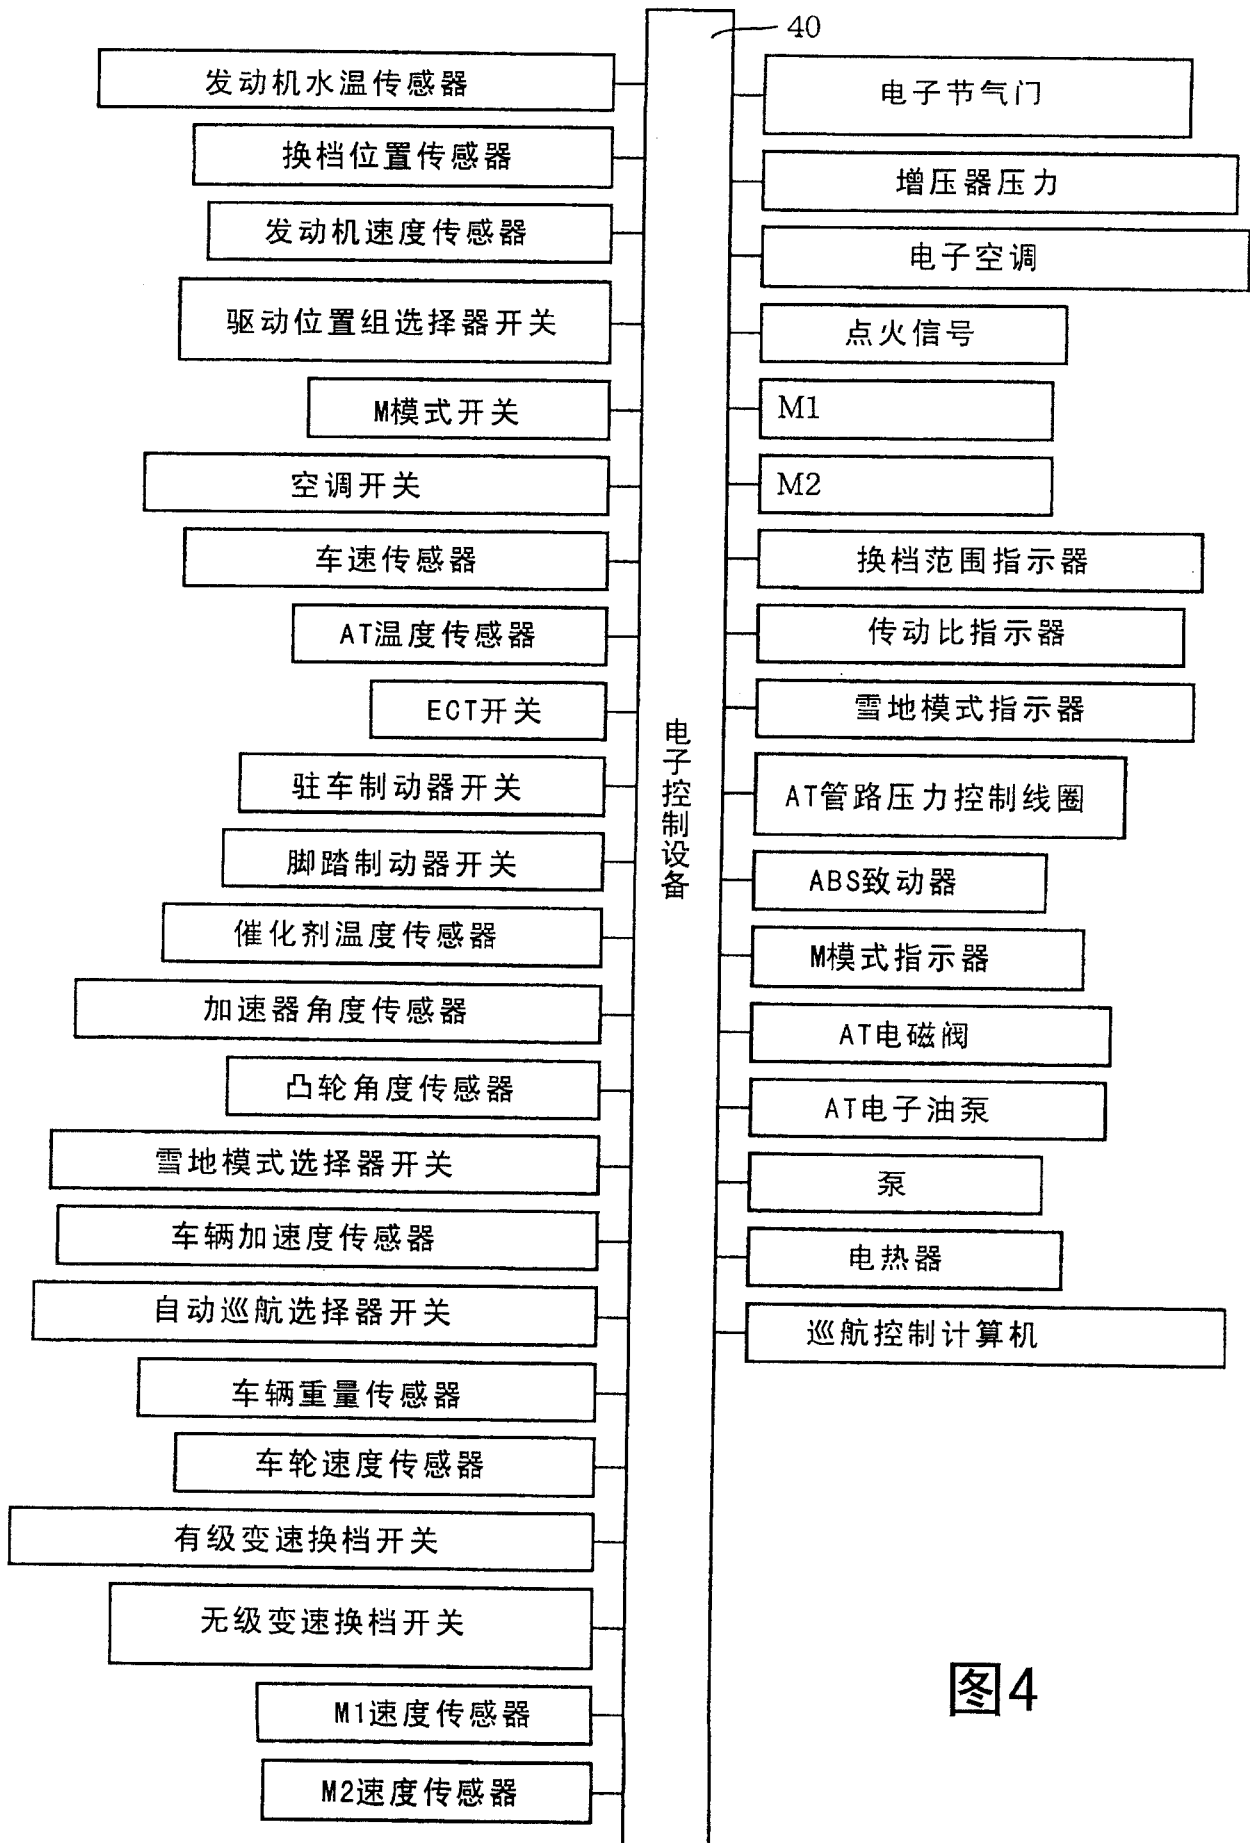 40
发动机水温传感器
换档位置传感器
发动机速度传感器
驱动位置组选择器开关
M模式开关
空调开关
车速传感器
AT温度传感器
ECT开关
驻车制动器开关
脚踏制动器开关
催化剂温度传感器
加速器角度传感器
凸轮角度传感器
雪地模式选择器开关
车辆加速度传感器
自动巡航选择器开关
车辆重量传感器
车轮速度传感器
有级变速换档开关
无级变速换档开关
M1速度传感器
M2速度传感器
电子控制设备
电子节气门
增压器压力
电子空调
点火信号
M1
M2
换档范围指示器
传动比指示器
雪地模式指示器
AT管路压力控制线圈
ABS致动器
M模式指示器
AT电磁阀
AT电子油泵
泵
电热器
巡航控制计算机
图4